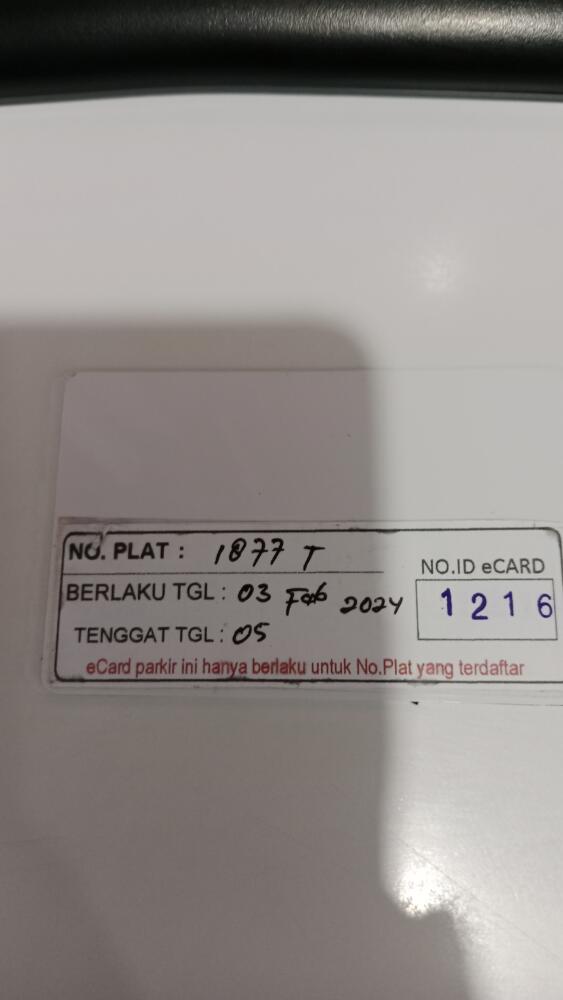 NO. PLAT : 1877 T
BERLAKU TGL : 03 Feb 2024
TENGGAT TGL : 05
NO.ID eCARD
1216
eCard parkir ini hanya berlaku untuk No.Plat yang terdaftar